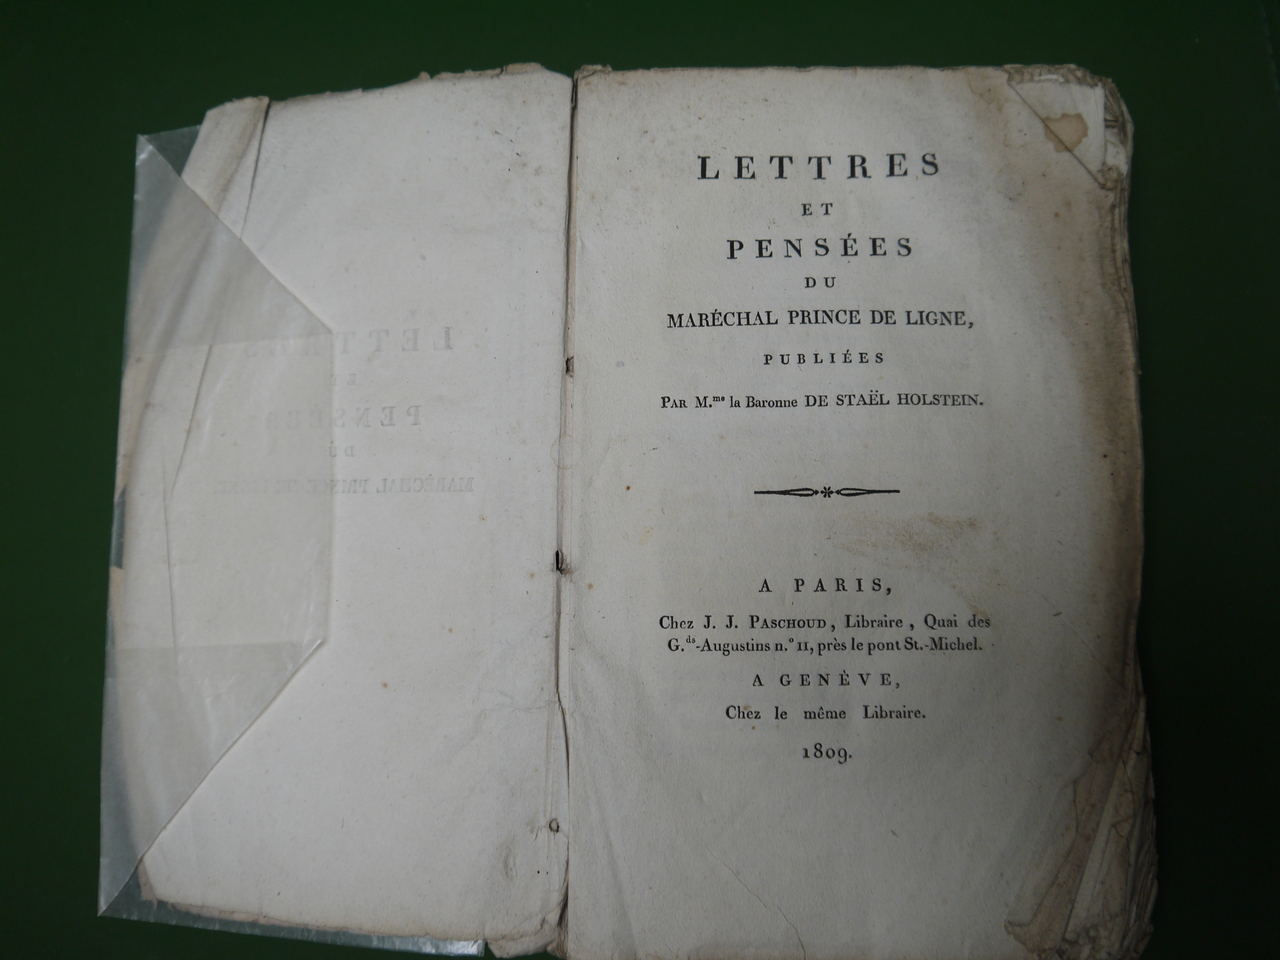 LETTRES
ET
PENSÉES
DU
MARÉCHAL PRINCE DE LIGNE,
PUBLIÉES
PAR M.me la Baronne DE STAËL HOLSTEIN.
A PARIS,
Chez J. J. PASCHOUD, Libraire, Quai des
G.ds-Augustins n.º 11, près le pont St.-Michel.
A GENÈVE,
Chez le même Libraire.
1809.